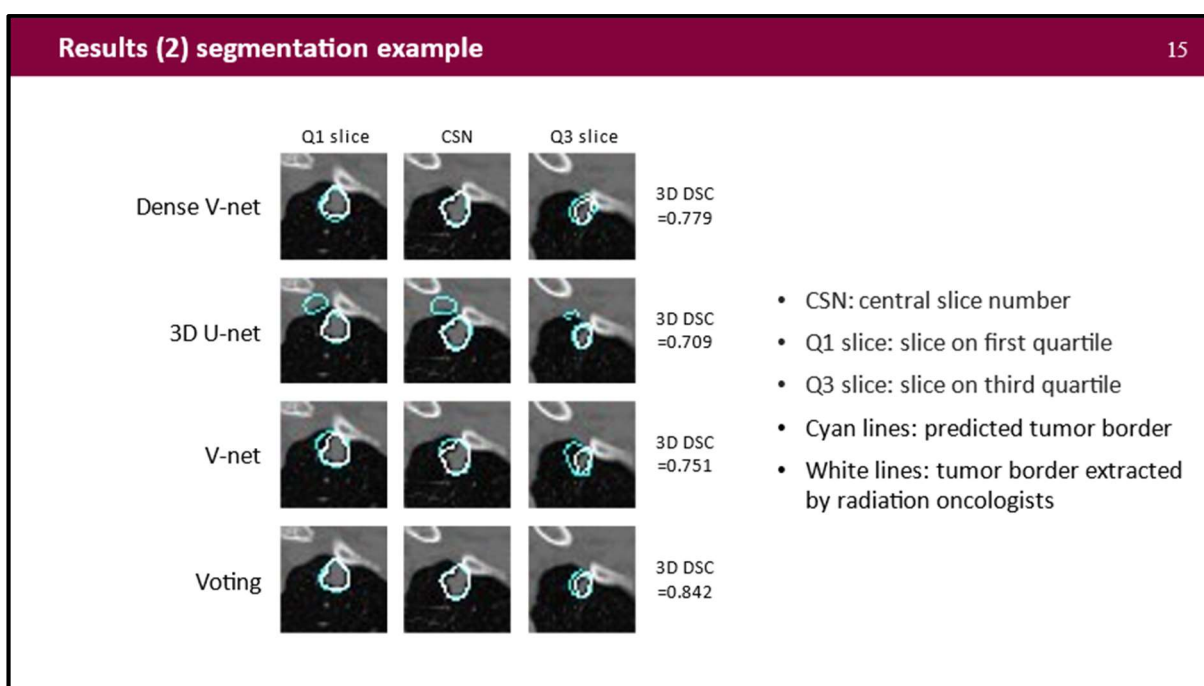 Results (2) segmentation example
15
Q1 slice
CSN
Q3 slice
Dense V-net
3D DSC
=0.779
3D U-net
3D DSC
=0.709
V-net
3D DSC
=0.751
Voting
3D DSC
=0.842
• CSN: central slice number
• Q1 slice: slice on first quartile
• Q3 slice: slice on third quartile
• Cyan lines: predicted tumor border
• White lines: tumor border extracted
by radiation oncologists